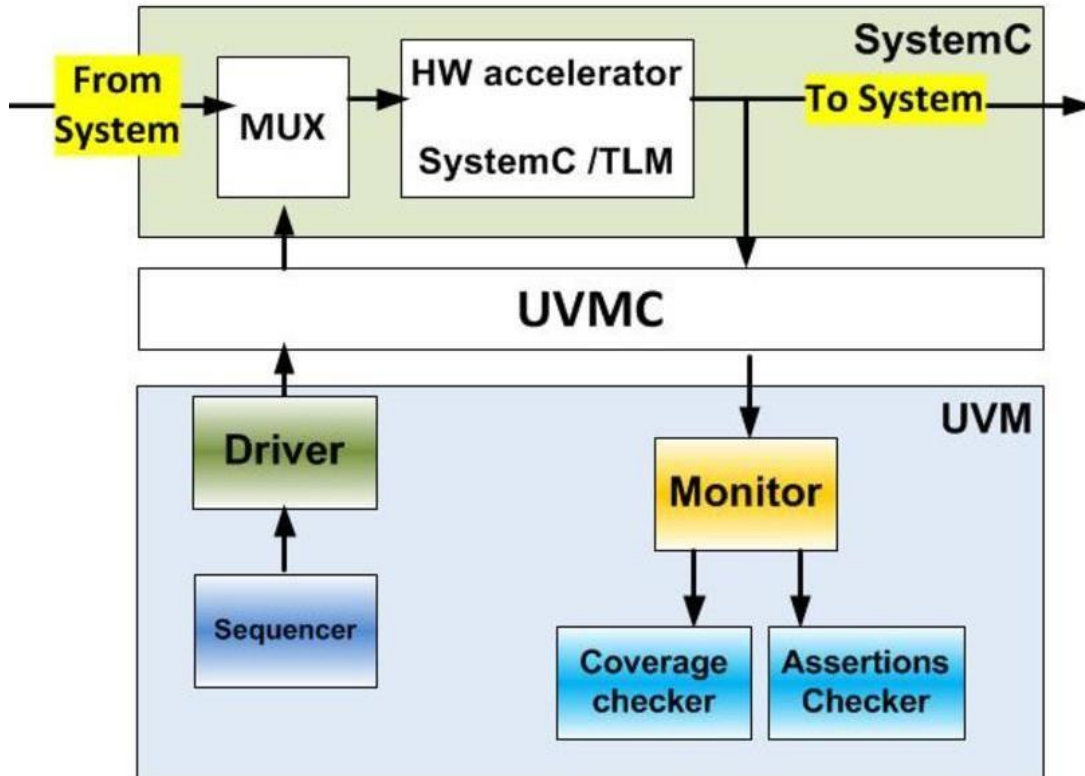 SystemC
From
System
MUX
HW accelerator
SystemC /TLM
To System
UVMC
UVM
Driver
Monitor
Sequencer
Coverage
checker
Assertions
Checker